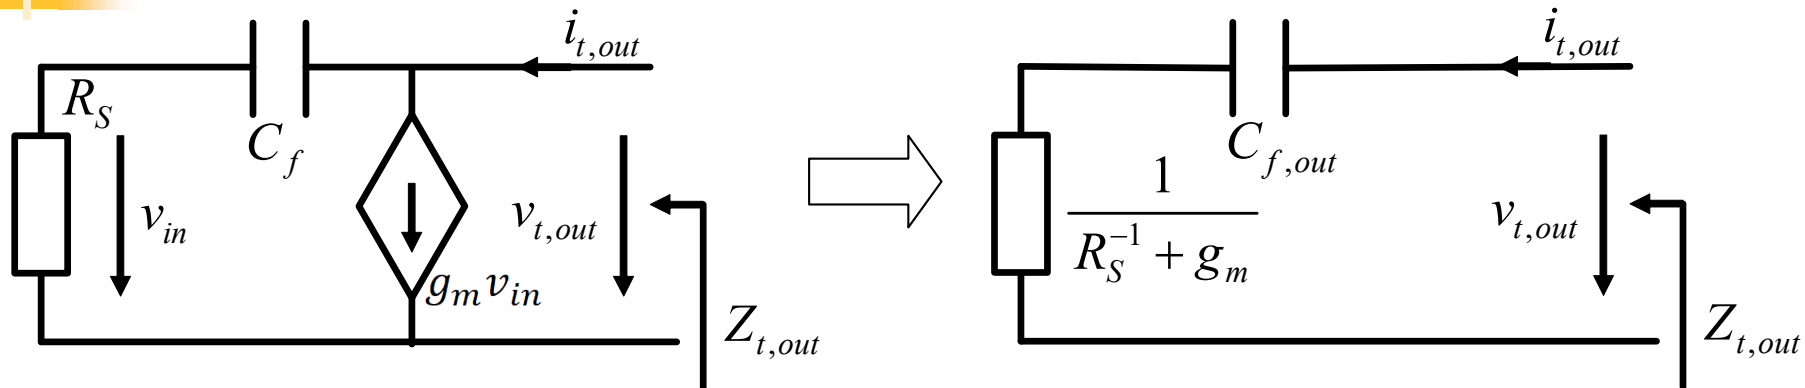 i_{t,out}
R_S
C_f
v_{in}
g_m v_{in}
v_{t,out}
Z_{t,out}
i_{t,out}
C_{f,out}
\frac{1}{R_S^{-1} + g_m}
v_{t,out}
Z_{t,out}